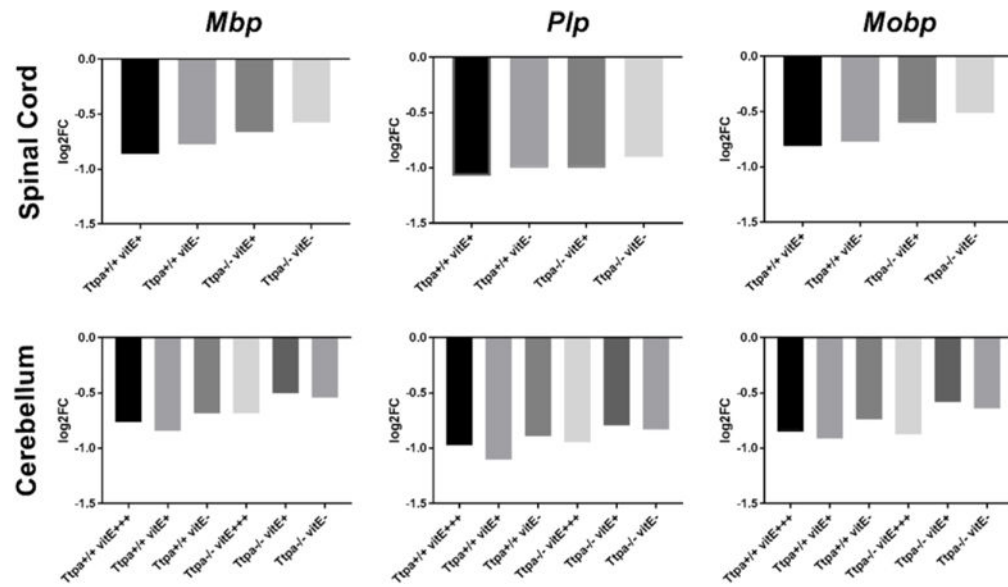 Mbp Plp Mobp
Spinal Cord
0.0 0.0 0.0
-0.5 -0.5 -0.5
log2FC log2FC log2FC
-1.0 -1.0 -1.0
-1.5 -1.5 -1.5
Ttpa+/+ vitE+ Ttpa+/+ vitE- Ttpa-/- vitE+ Ttpa-/- vitE- Ttpa+/+ vitE+ Ttpa+/+ vitE- Ttpa-/- vitE+ Ttpa-/- vitE- Ttpa+/+ vitE+ Ttpa+/+ vitE- Ttpa-/- vitE+ Ttpa-/- vitE-
Cerebellum
0.0 0.0 0.0
-0.5 -0.5 -0.5
log2FC log2FC log2FC
-1.0 -1.0 -1.0
-1.5 -1.5 -1.5
Ttpa+/+ vitE+++ Ttpa+/+ vitE+ Ttpa+/+ vitE- Ttpa-/- vitE+++ Ttpa-/- vitE+ Ttpa-/- vitE- Ttpa+/+ vitE+++ Ttpa+/+ vitE+ Ttpa+/+ vitE- Ttpa-/- vitE+++ Ttpa-/- vitE+ Ttpa-/- vitE- Ttpa+/+ vitE+++ Ttpa+/+ vitE+ Ttpa+/+ vitE- Ttpa-/- vitE+++ Ttpa-/- vitE+ Ttpa-/- vitE-